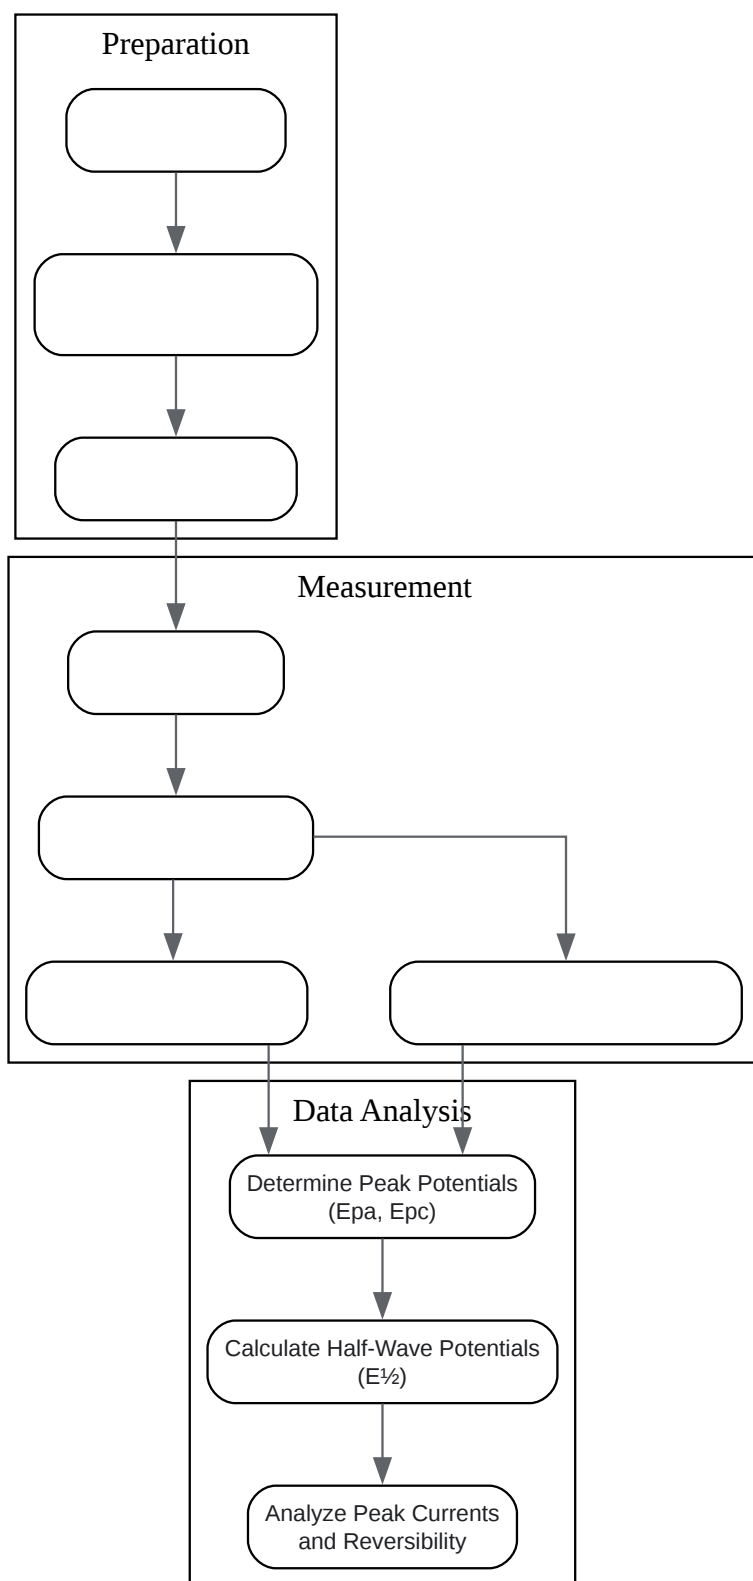 Preparation
Measurement
Data Analysis
Determine Peak Potentials
(Epa, Epc)
Calculate Half-Wave Potentials
(E½)
Analyze Peak Currents
and Reversibility